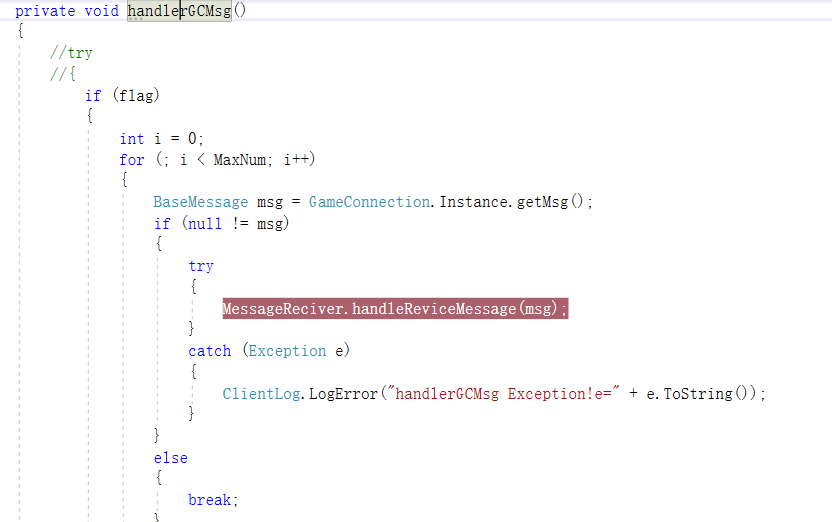 private void handlerGCMsg()
{
//try
//{
if (flag)
{
int i = 0;
for (; i < MaxNum; i++)
{
BaseMessage msg = GameConnection.Instance.getMsg();
if (null != msg)
{
try
{
MessageReciver.handleReviceMessage(msg);
}
catch (Exception e)
{
ClientLog.LogError("handlerGCMsg Exception!e=" + e.ToString());
}
}
else
{
break;
}